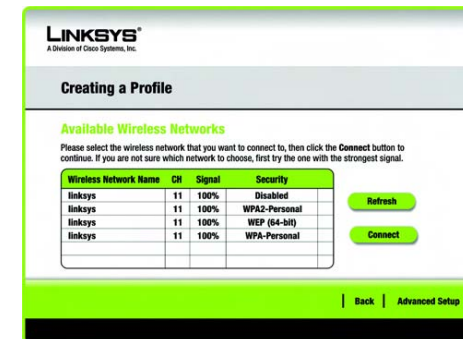 LINKSYS®
A Division of Cisco Systems, Inc.
Creating a Profile
Available Wireless Networks
Please select the wireless network that you want to connect to, then click the Connect button to
continue. If you are not sure which network to choose, first try the one with the strongest signal.
Wireless Network Name CH Signal Security
linksys 11 100% Disabled
linksys 11 100% WPA2-Personal
linksys 11 100% WEP (64-bit)
linksys 11 100% WPA-Personal
Refresh
Connect
Back Advanced Setup